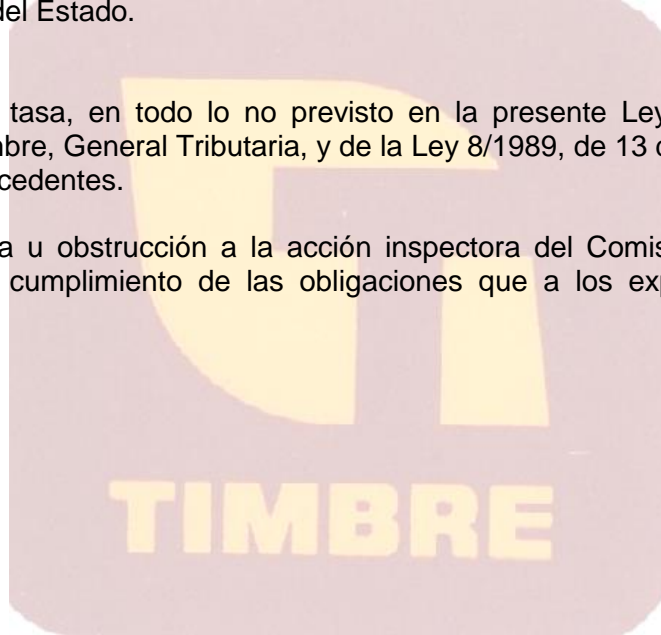 del Estado.
tasa, en todo lo no previsto en la presente Ley
bre, General Tributaria, y de la Ley 8/1989, de 13 d
cedentes.
a u obstrucción a la acción inspectora del Comis
cumplimiento de las obligaciones que a los exp
TIMBRE